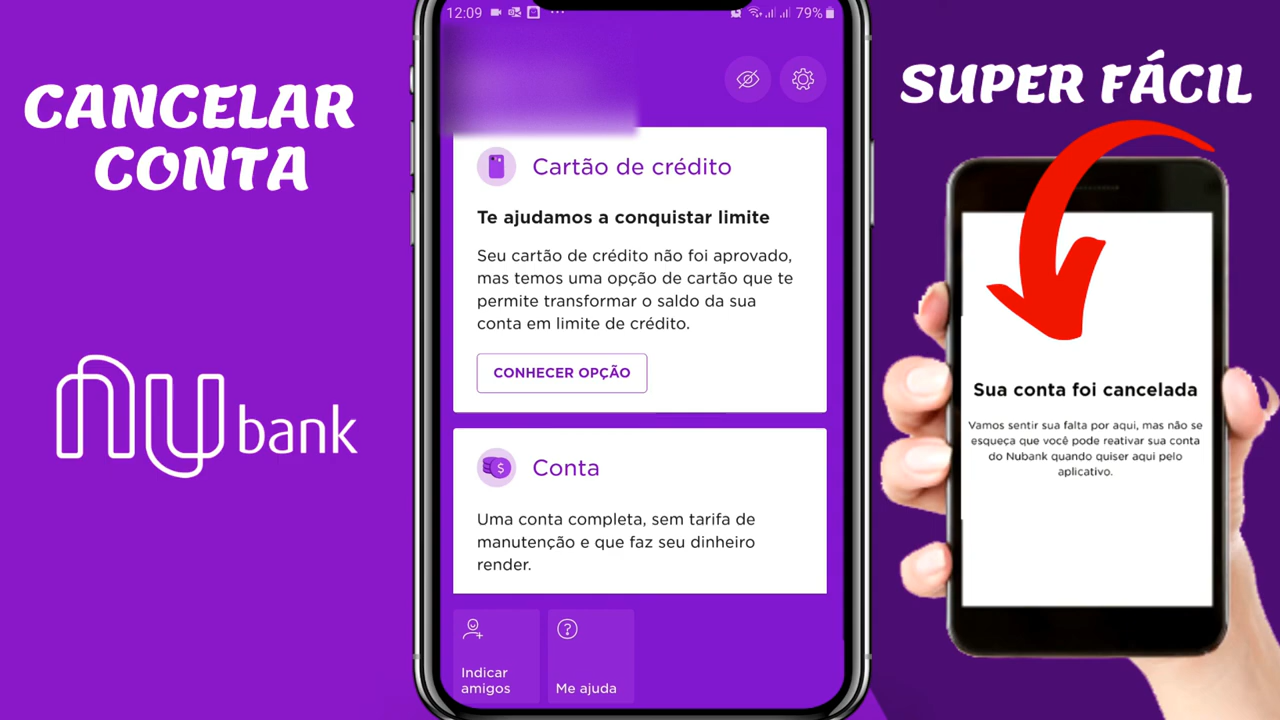 CANCELAR
CONTA
nu bank
12:09
79%
Cartão de crédito
Te ajudamos a conquistar limite
Seu cartão de crédito não foi aprovado,
mas temos uma opção de cartão que te
permite transformar o saldo da sua
conta em limite de crédito.
CONHECER OPÇÃO
Conta
Uma conta completa, sem tarifa de
manutenção e que faz seu dinheiro
render.
Indicar
amigos
Me ajuda
SUPER FÁCIL
Sua conta foi cancelada
Vamos sentir sua falta por aqui, mas não se
esqueça que você pode reativar sua conta
do Nubank quando quiser aqui pelo
aplicativo.